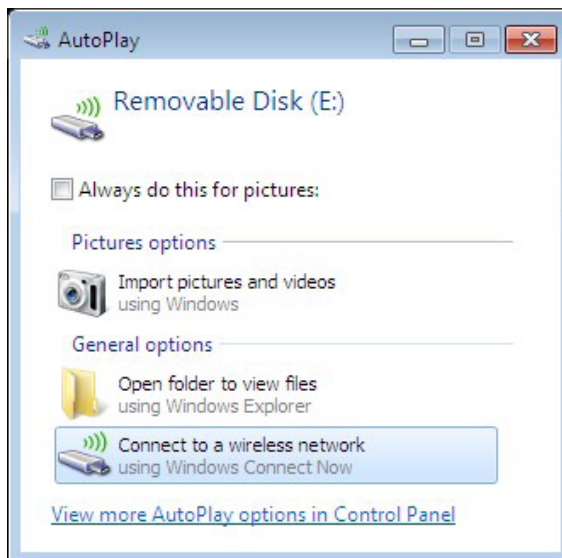 AutoPlay
Removable Disk (E:)
Always do this for pictures:
Pictures options
Import pictures and videos
using Windows
General options
Open folder to view files
using Windows Explorer
Connect to a wireless network
using Windows Connect Now
View more AutoPlay options in Control Panel